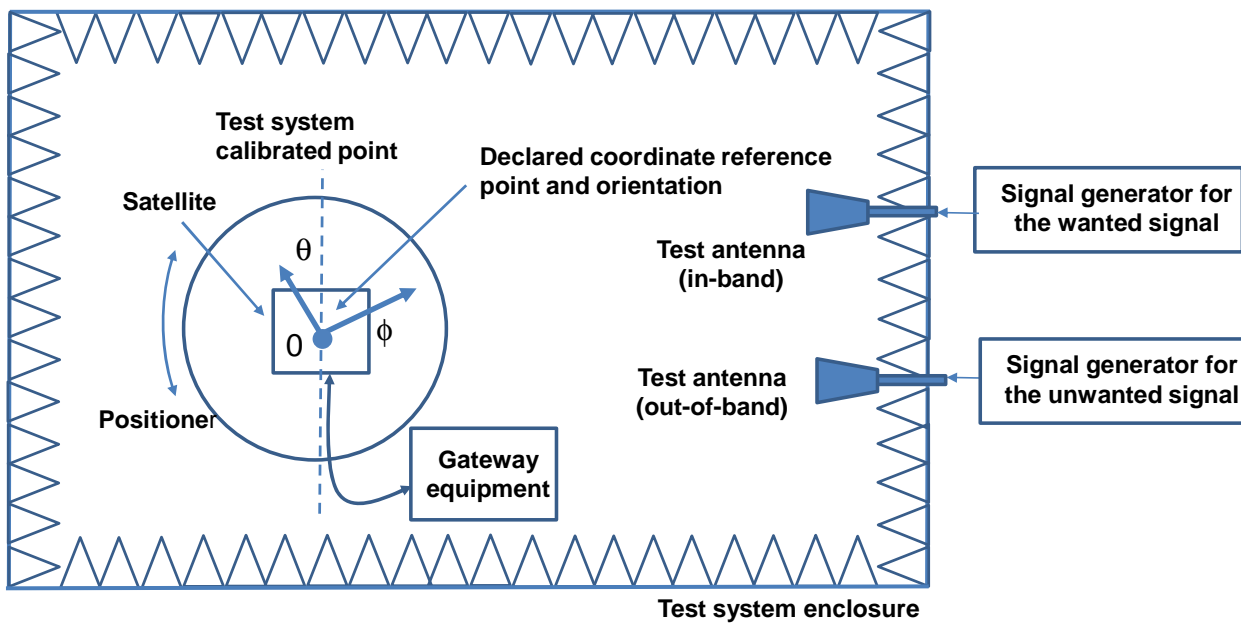 Test system
calibrated point
Declared coordinate reference
point and orientation
Satellite
Signal generator for
the wanted signal
θ
Test antenna
(in-band)
0
ϕ
Test antenna
(out-of-band)
Signal generator for
the unwanted signal
Positioner
Gateway
equipment
Test system enclosure